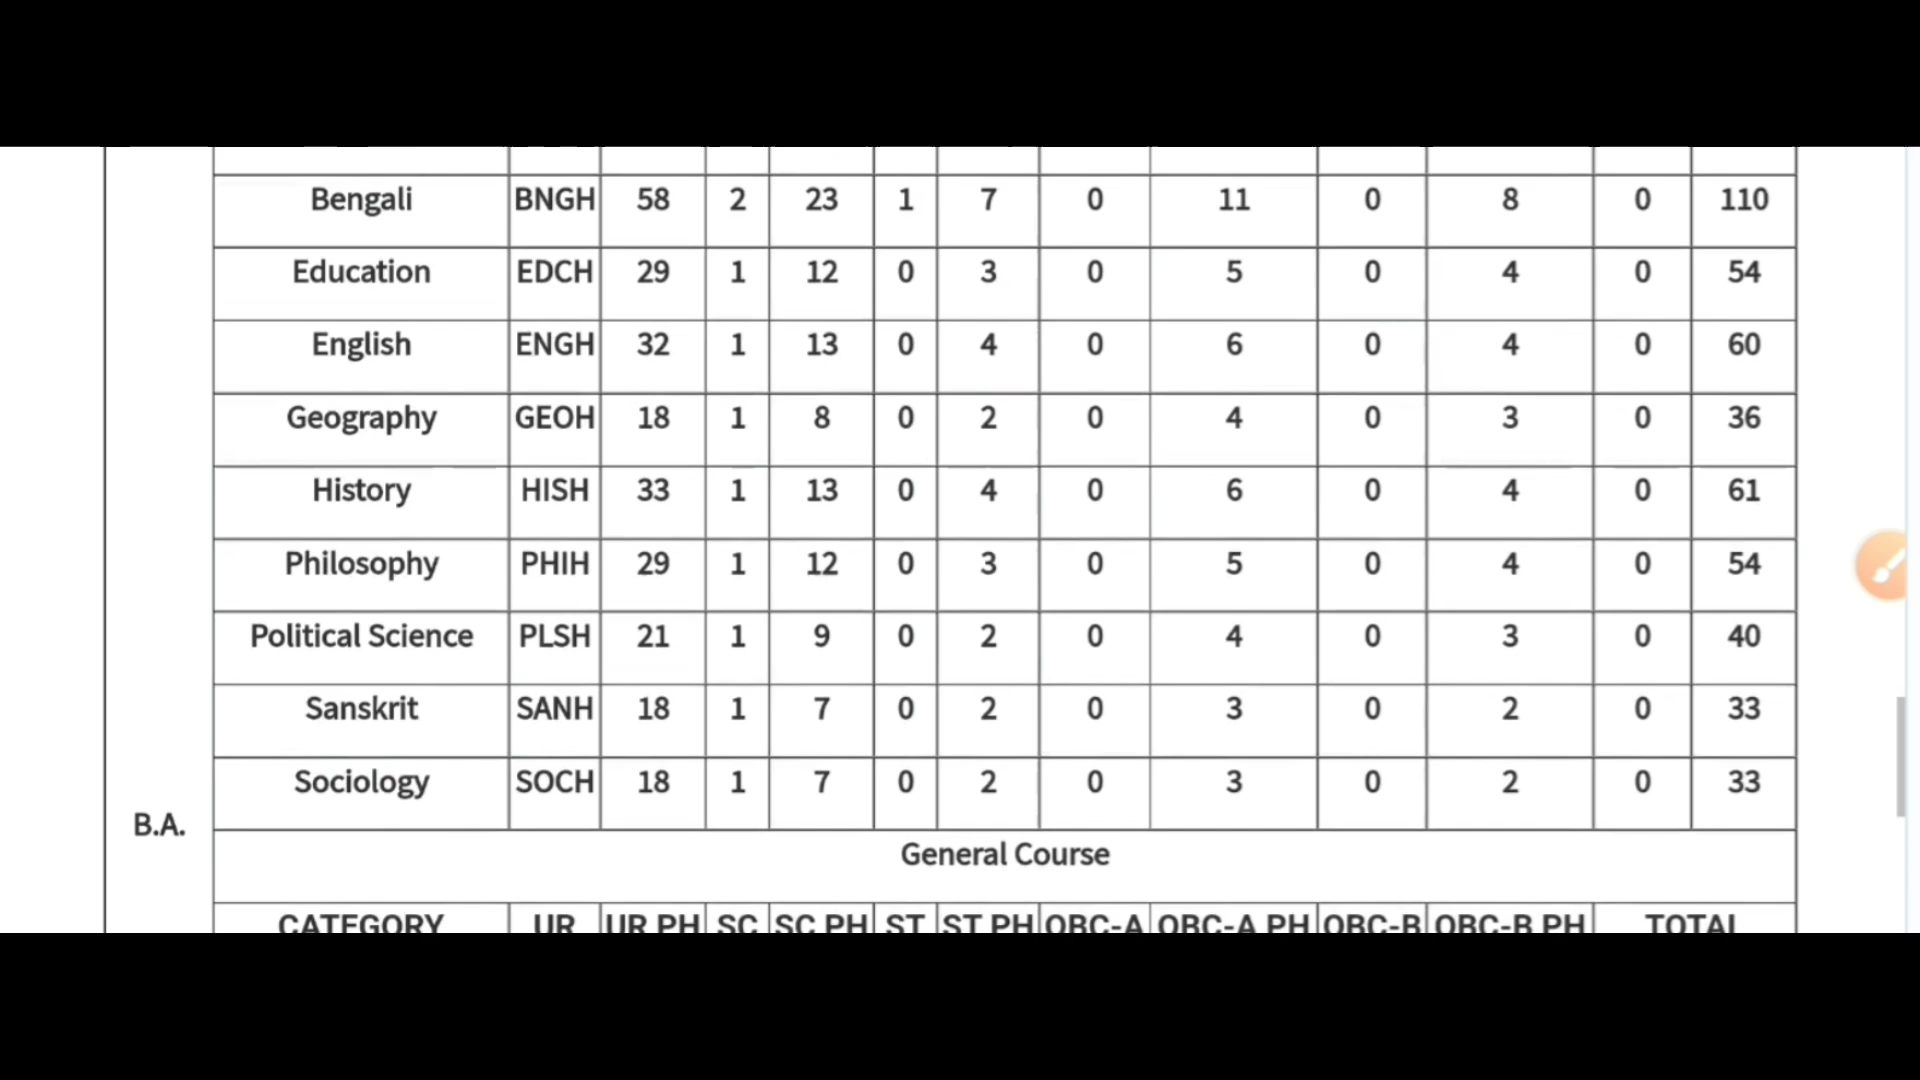 Bengali BNGH 58 2 23 1 7 0 11 0 8 0 110
Education EDCH 29 1 12 0 3 0 5 0 4 0 54
English ENGH 32 1 13 0 4 0 6 0 4 0 60
Geography GEOH 18 1 8 0 2 0 4 0 3 0 36
History HISH 33 1 13 0 4 0 6 0 4 0 61
Philosophy PHIH 29 1 12 0 3 0 5 0 4 0 54
Political Science PLSH 21 1 9 0 2 0 4 0 3 0 40
Sanskrit SANH 18 1 7 0 2 0 3 0 2 0 33
Sociology SOCH 18 1 7 0 2 0 3 0 2 0 33
B.A.
General Course
CATEGORY UR UR PH SC SC PH ST ST PH OBC-A OBC-A PH OBC-B OBC-B PH TOTAL